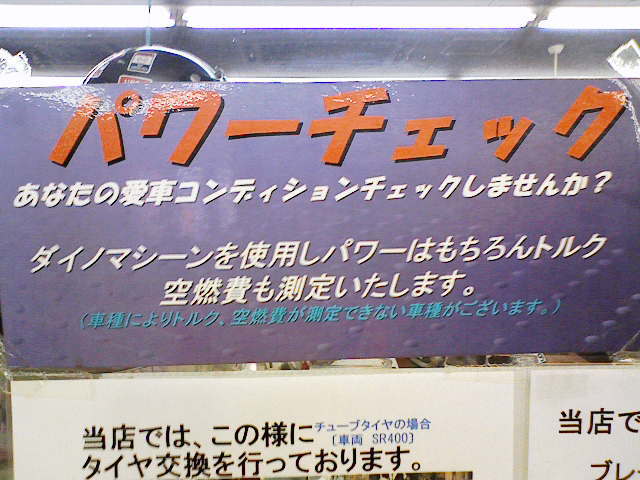 パワーチェック
あなたの愛車コンディションチェックしませんか？
ダイノマシーンを使用しパワーはもちろんトルク
空燃費も測定いたします。
（車種によりトルク、空燃費が測定できない車種がございます。）
当店では、この様に
チューブタイヤの場合
［車両 SR400］
タイヤ交換を行っております。
当店で
ブレ